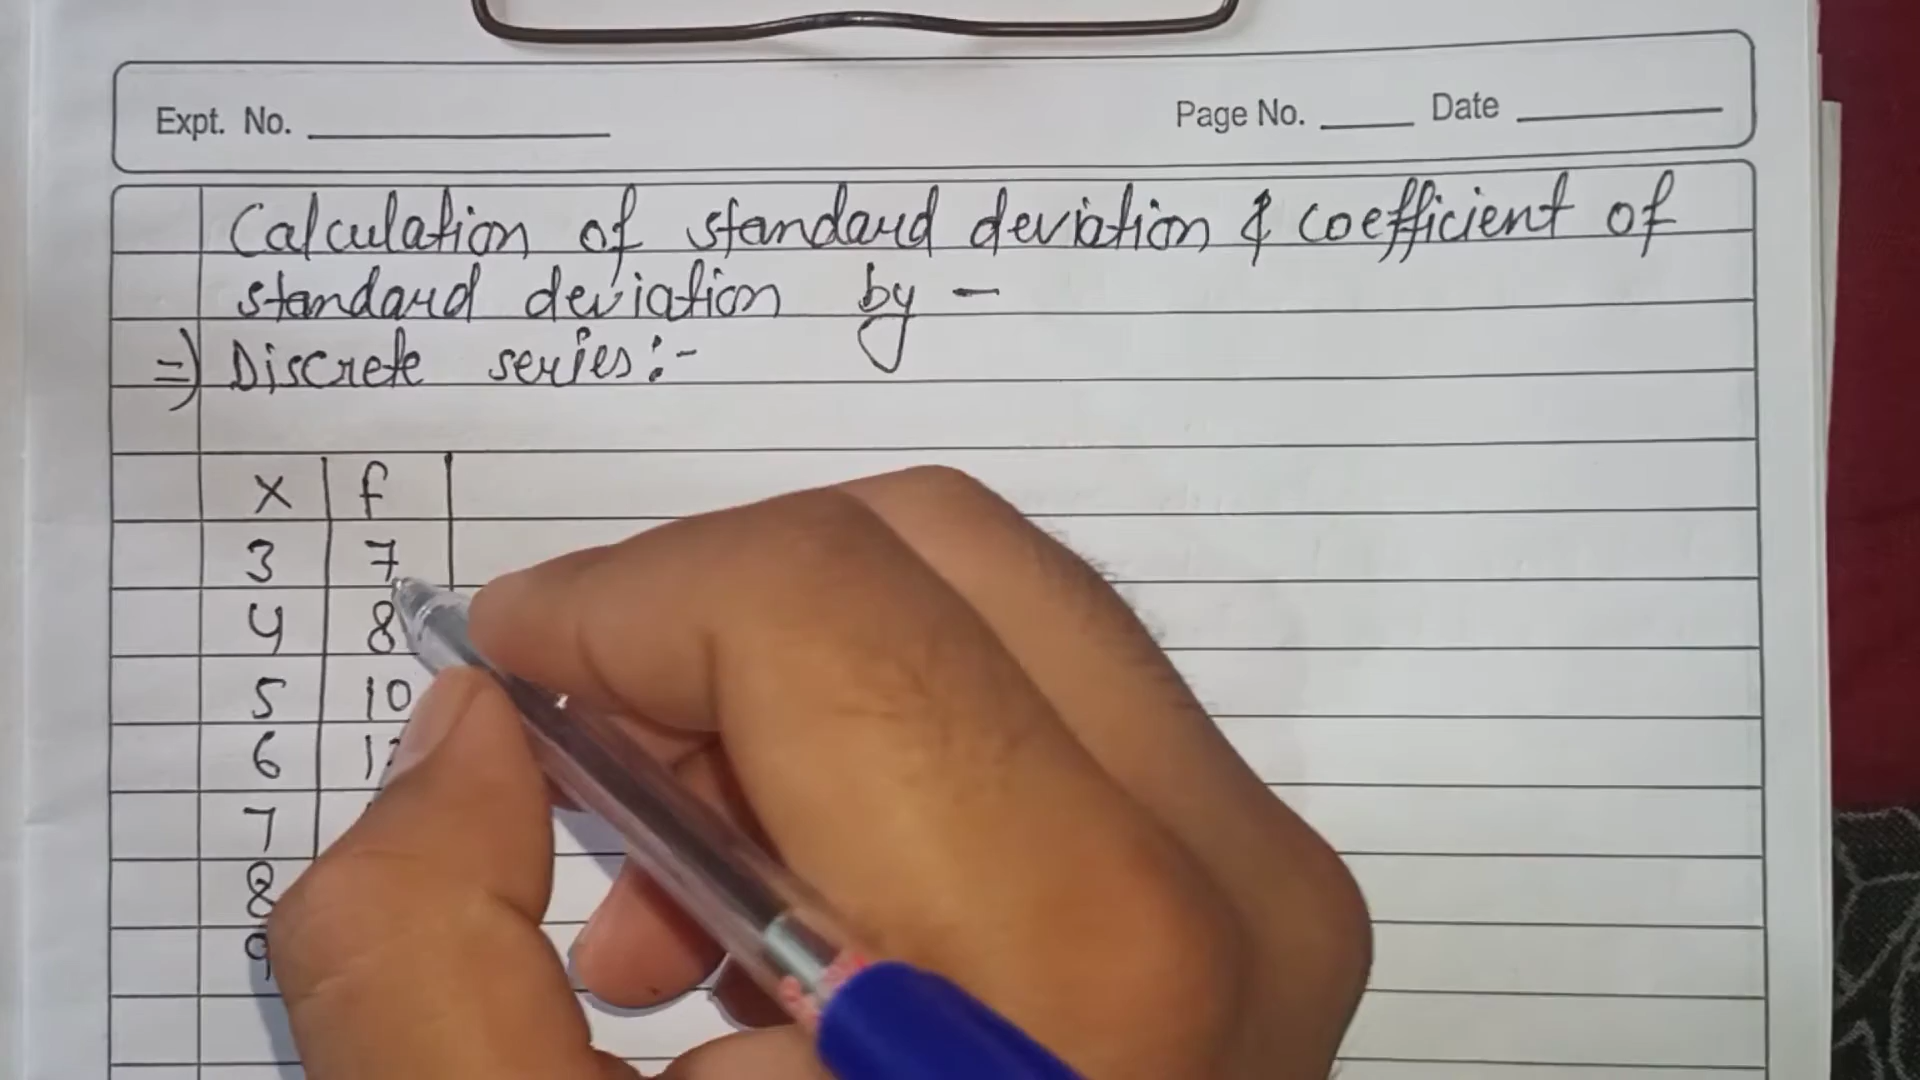 Expt. No. Page No. Date
Calculation of standard deviation & coefficient of
standard deviation by -
=) Discrete series:-
X f
3 7
4 8
5 10
6
7
8
9